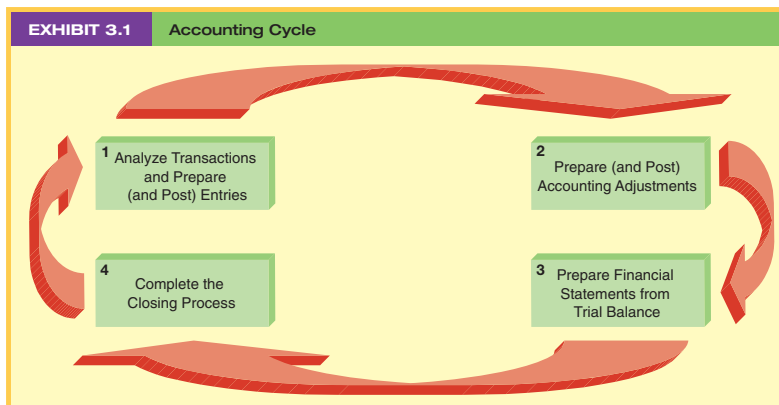 EXHIBIT 3.1 Accounting Cycle
1 Analyze Transactions
and Prepare
(and Post) Entries
2 Prepare (and Post)
Accounting Adjustments
4 Complete the
Closing Process
3 Prepare Financial
Statements from
Trial Balance